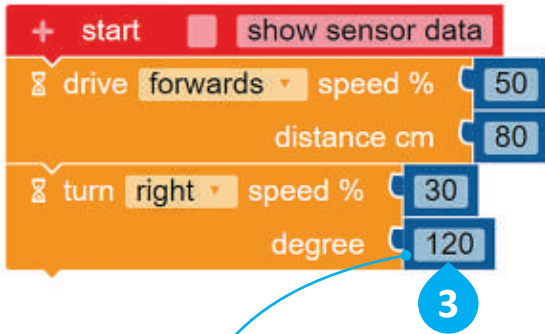 + start show sensor data
drive forwards speed % 50
distance cm 80
turn right speed % 30
degree 120
3